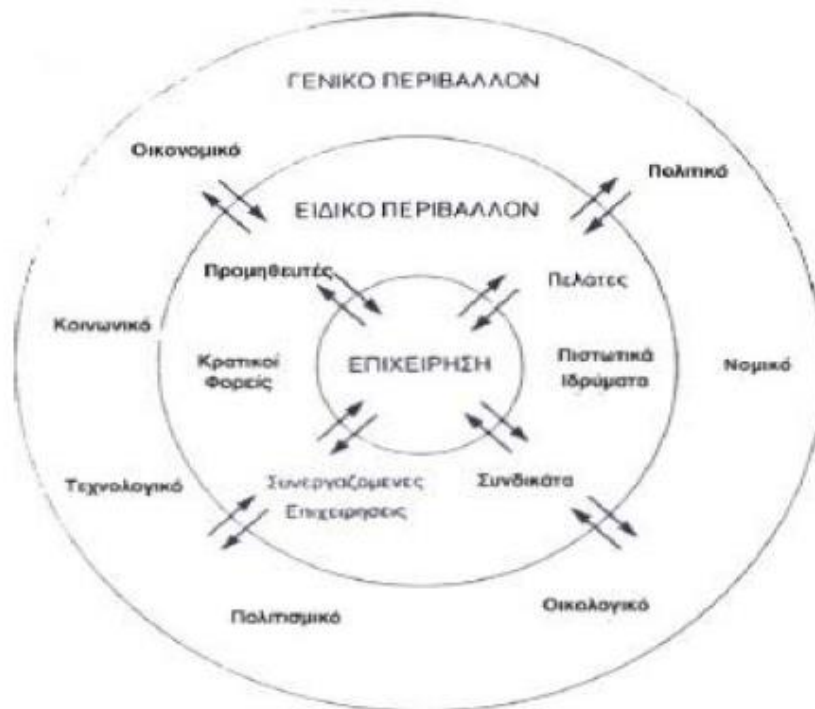 ΓΕΝΙΚΟ ΠΕΡΙΒΑΛΛΟΝ
Οικονομικό
Πολιτικό
ΕΙΔΙΚΟ ΠΕΡΙΒΑΛΛΟΝ
Προμηθευτές
Πελάτες
Κοινωνικό
Κρατικοί
Φορείς
ΕΠΙΧΕΙΡΗΣΗ
Πιστωτικά
Ιδρύματα
Νομικό
Τεχνολογικό
Συνεργαζόμενες
Επιχειρησεις
Συνδικάτα
Πολιτισμικό
Οικολογικό